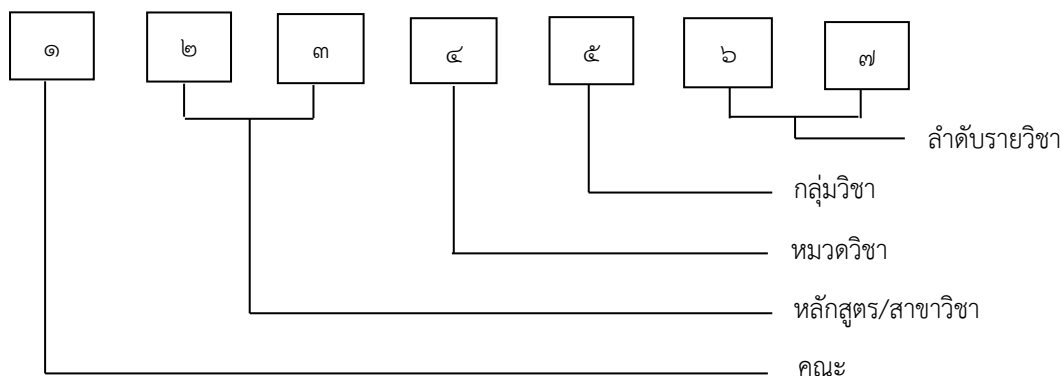 ๑ ๒ ๓ ๔ ๕ ๖ ๗
ลำดับรายวิชา
กลุ่มวิชา
หมวดวิชา
หลักสูตร/สาขาวิชา
คณะ